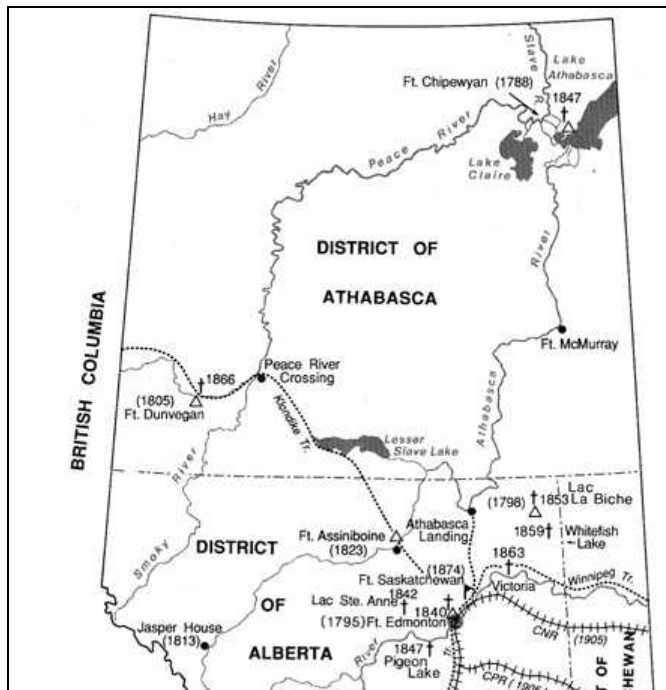 Slave
R.
Lake
Athabasca
Ft. Chipewyan (1788)
1847
Hay
River
Peace
River
Lake
Claire
DISTRICT OF
ATHABASCA
River
BRITISH COLUMBIA
Ft. McMurray
1866
Peace River
Crossing
(1805)
Ft. Dunvegan
Klondike Tr.
Athabasca
Lesser
Slave Lake
River
Smoky
(1798)
1853
Lac
La Biche
DISTRICT
Ft. Assiniboine
(1823)
Athabasca
Landing
1859
Whitefish
Lake
(1874)
1863
Ft. Saskatchewan
Victoria
Winnipeg Tr.
OF
1842
Lac Ste. Anne
1840
(1795) Ft. Edmonton
Jasper House
(1813)
River
1847
Pigeon
Lake
Tr.
CNR
(1905)
ALBERTA
CPR
OF
HEWAN